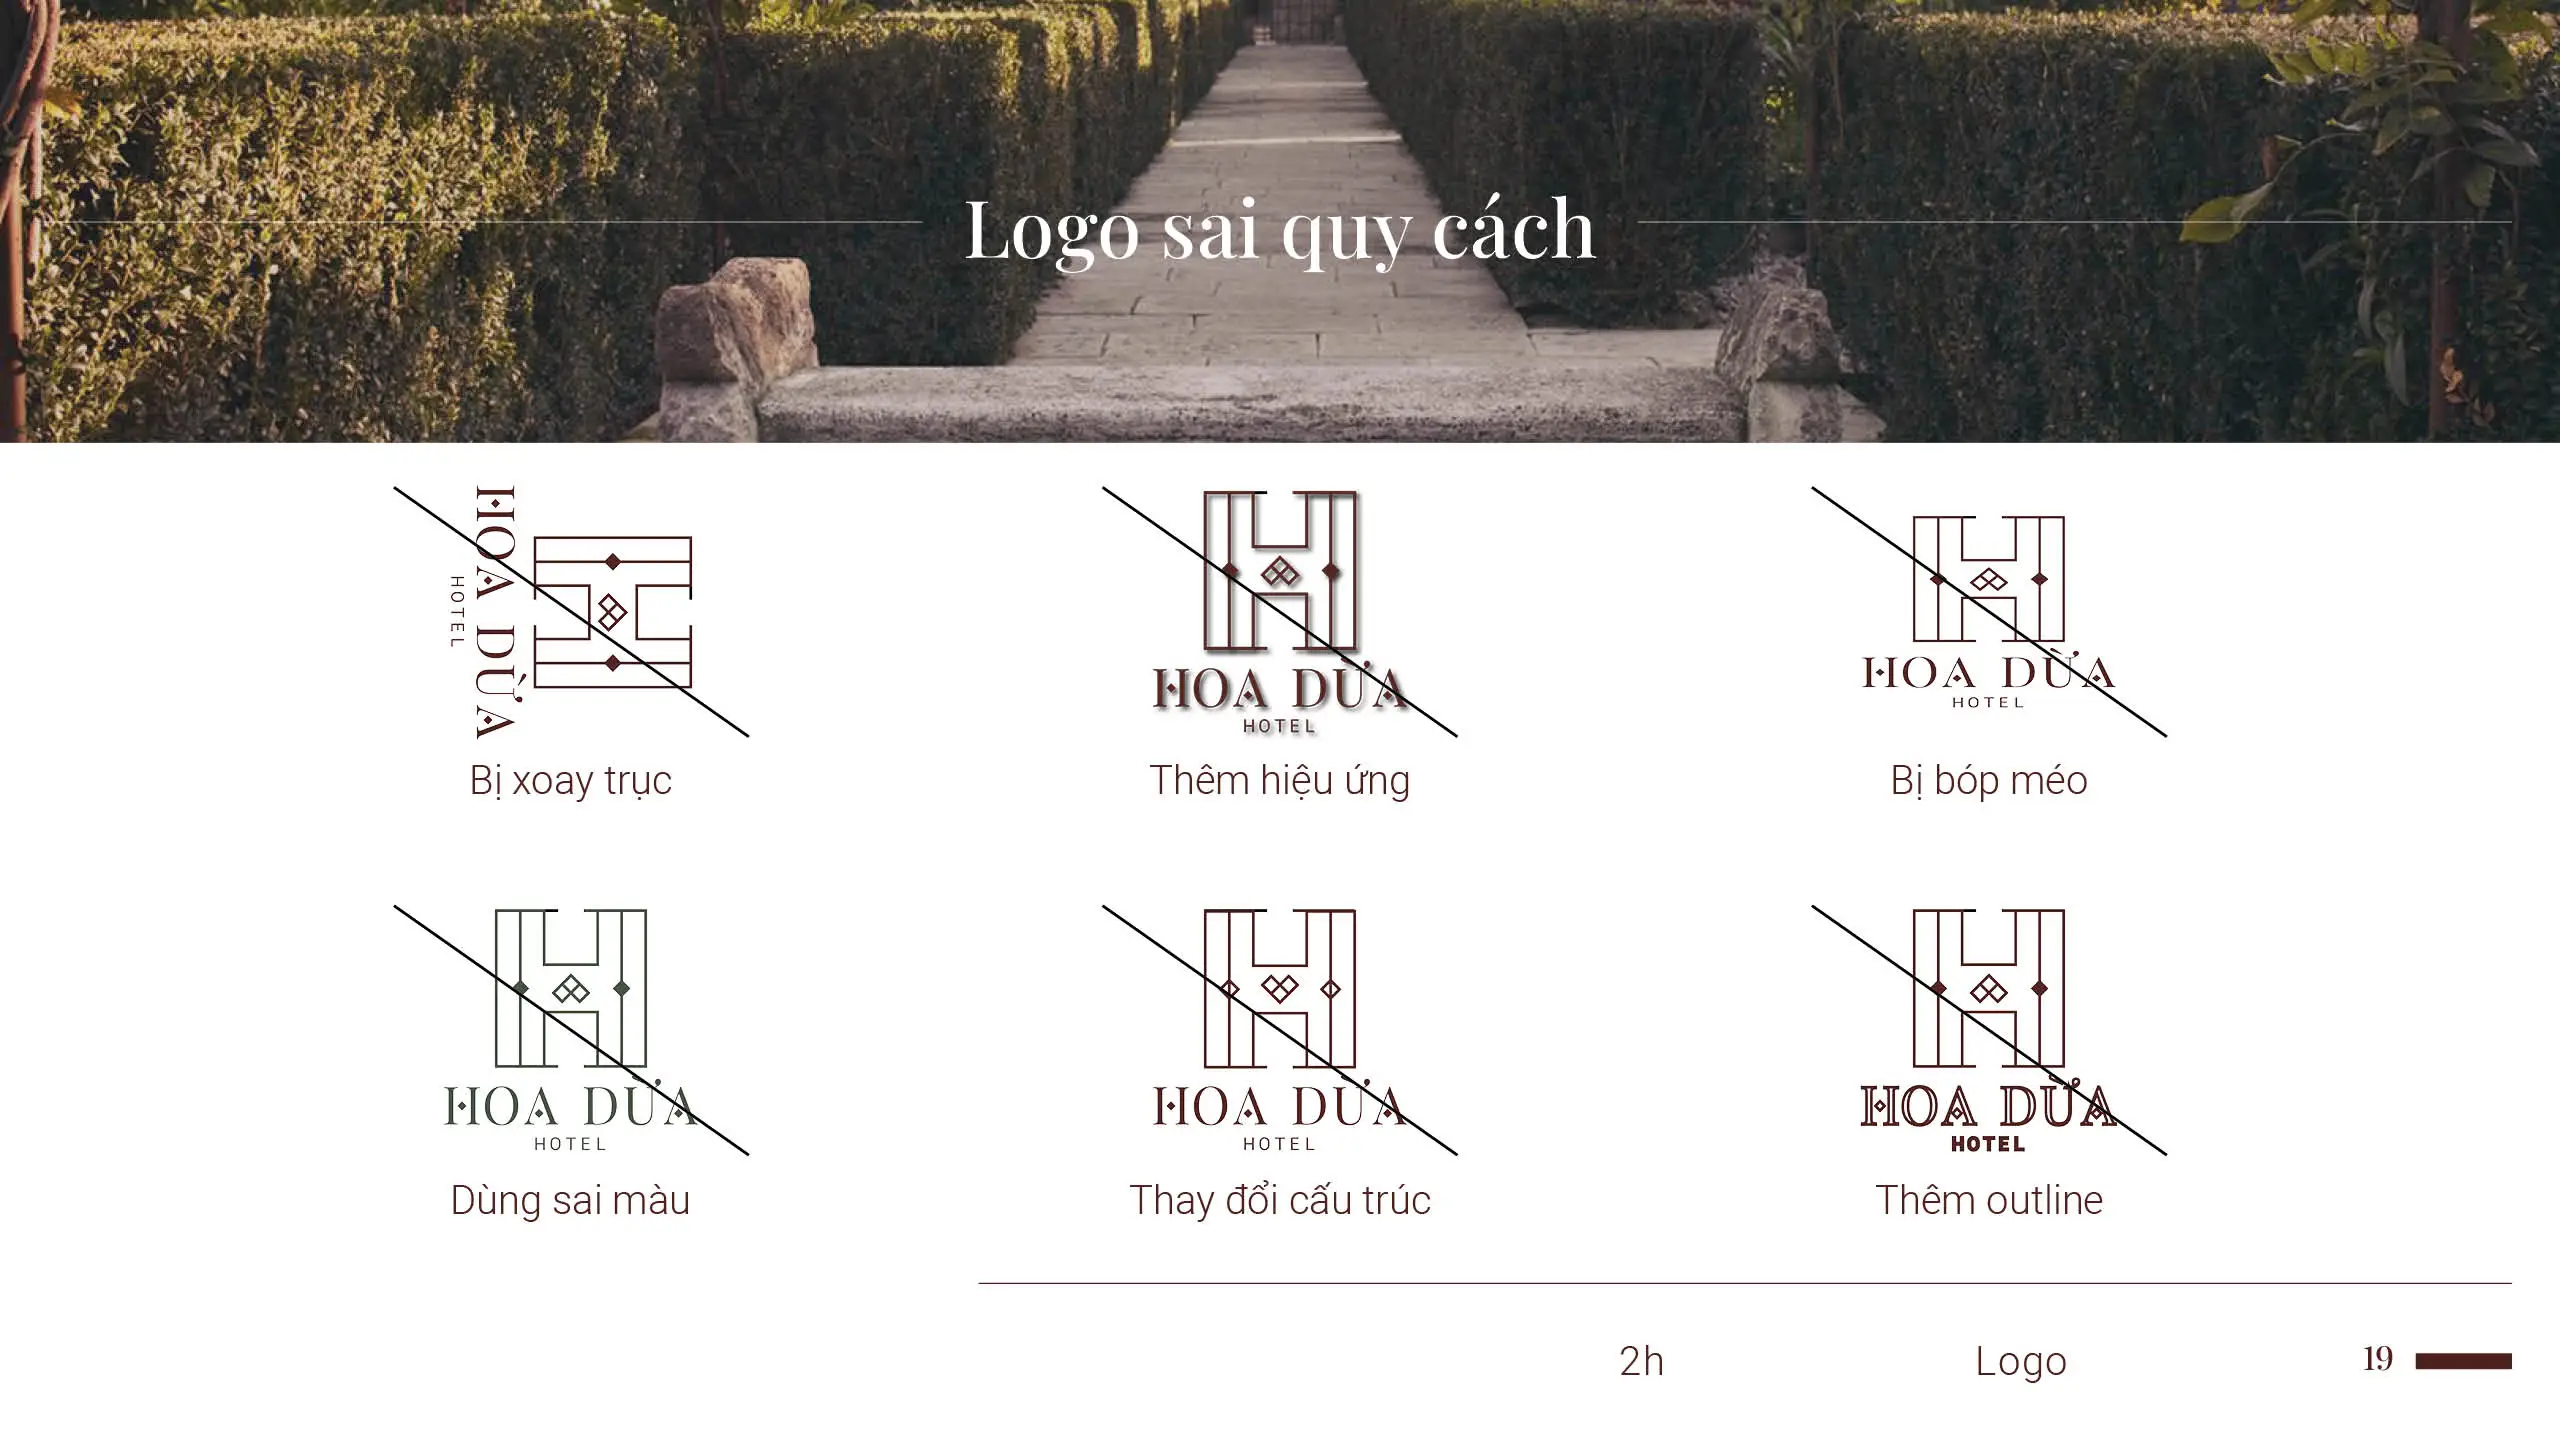 Logo sai quy cách
HOA DỪA
HOTEL
Bị xoay trục
HOA DỪA
HOTEL
Thêm hiệu ứng
HOA DỪA
HOTEL
Bị bóp méo
HOA DỪA
HOTEL
Dùng sai màu
HOA DỪA
HOTEL
Thay đổi cấu trúc
HOA DỪA
HOTEL
Thêm outline
2h
Logo
19